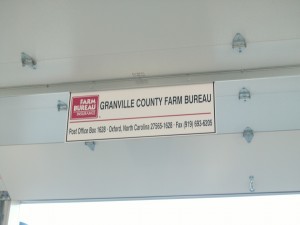 FARM
BUREAU
INSURANCE
GRANVILLE COUNTY FARM BUREAU
Post Office Box 1628 · Oxford, North Carolina 27565-1628 · Fax (919) 693-8205